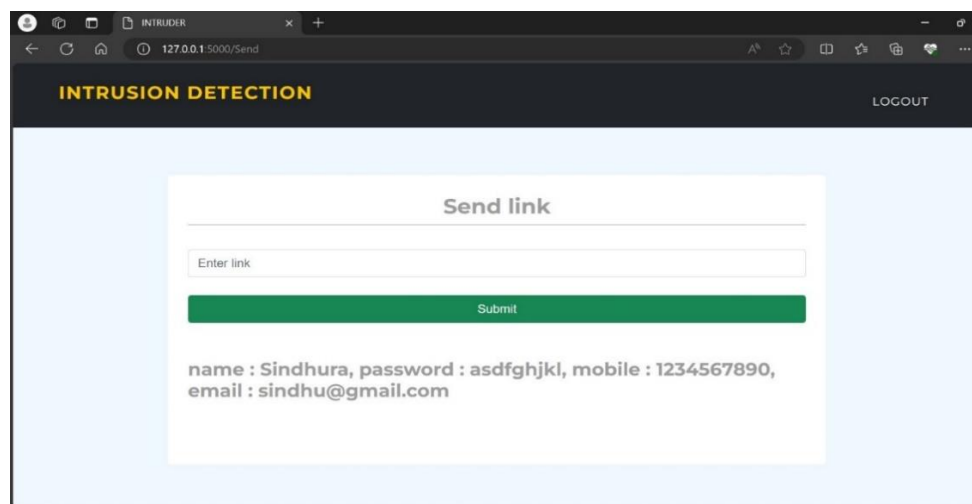 INTRUDER
127.0.0.1:5000/Send
INTRUSION DETECTION
LOGOUT
Send link
Enter link
Submit
name : Sindhura, password : asdfghjkl, mobile : 1234567890,
email : sindhu@gmail.com